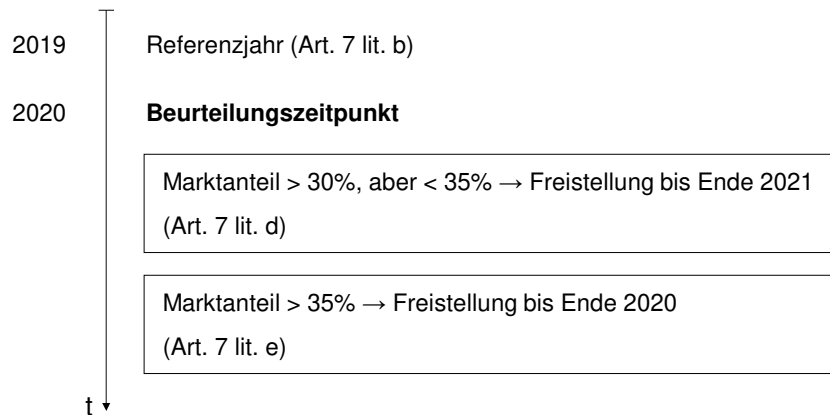 2019 Referenzjahr (Art. 7 lit. b)
2020 Beurteilungszeitpunkt
Marktanteil > 30%, aber < 35% → Freistellung bis Ende 2021
(Art. 7 lit. d)
Marktanteil > 35% → Freistellung bis Ende 2020
(Art. 7 lit. e)
t